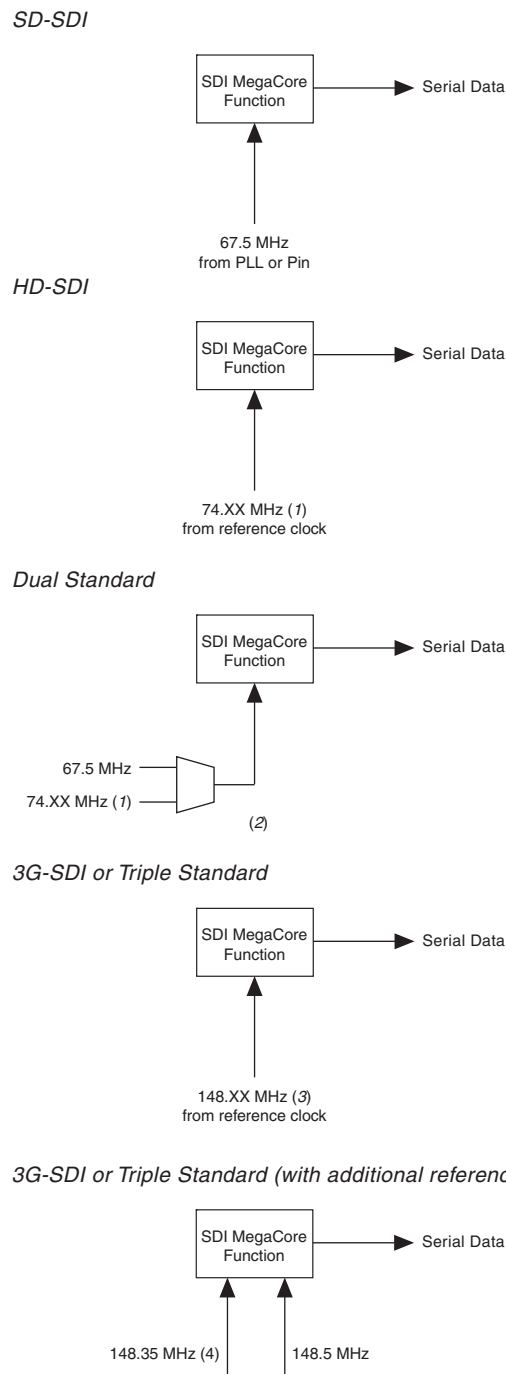 SD-SDI
SDI MegaCore
Function
Serial Data
67.5 MHz
from PLL or Pin
HD-SDI
SDI MegaCore
Function
Serial Data
74.XX MHz (1)
from reference clock
Dual Standard
SDI MegaCore
Function
Serial Data
67.5 MHz
74.XX MHz (1)
(2)
3G-SDI or Triple Standard
SDI MegaCore
Function
Serial Data
148.XX MHz (3)
from reference clock
3G-SDI or Triple Standard (with additional referenc
SDI MegaCore
Function
Serial Data
148.35 MHz (4)
148.5 MHz